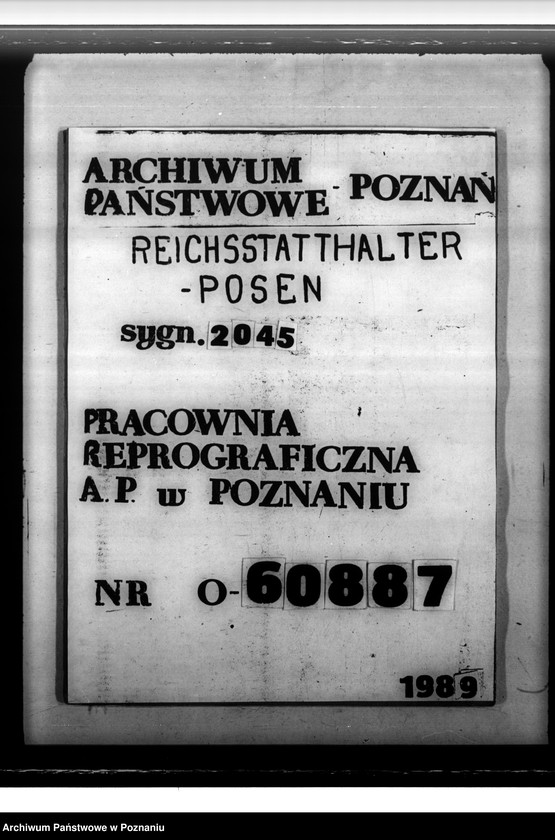 ARCHIWUM
PAŃSTWOWE - POZNAŃ
REICHSSTATTHALTER
-POSEN
sygn. 2045
PRACOWNIA
REPROGRAFICZNA
A.P. w POZNANIU
NR O-60887
1989
Archiwum Państwowe w Poznaniu